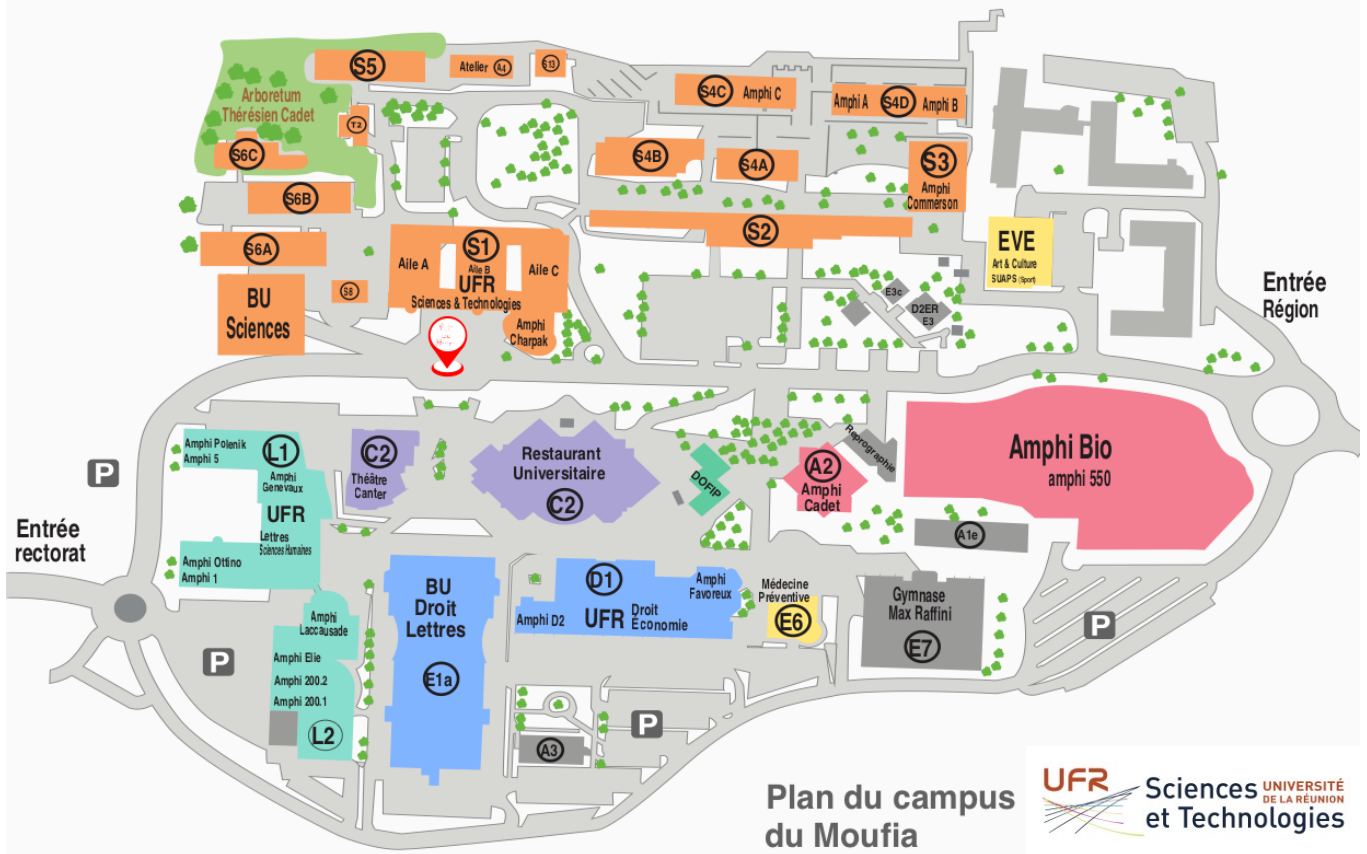 S5
Atelier A4
S13
Arboretum
Thérésien Cadet
T2
S6C
S6B
S6A
BU
Sciences
S8
S4C Amphi C
Amphi A S4D Amphi B
S4B
S4A
S3
Amphi
Commerson
S2
S1
Aile A
Aile B
Aile C
UFR
Sciences & Technologies
Amphi
Charpak
EVE
Art & Culture
SUAPS (Sport)
E3c
D2ER
E3
Entrée
Région
Amphi Polenik
Amphi 5
L1
Amphi
Genevaux
UFR
Lettres
Sciences Humaines
Amphi Ottino
Amphi 1
C2
Théâtre
Canter
Restaurant
Universitaire
C2
DOFIP
A2
Amphi
Cadet
Reprographie
Amphi Bio
amphi 550
A1e
P
Entrée
rectorat
Amphi
Laccausade
Amphi Elie
Amphi 200.2
Amphi 200.1
L2
P
BU
Droit
Lettres
E1a
D1
Amphi D2
UFR Droit
Économie
Amphi
Favoreux
Médecine
Préventive
E6
Gymnase
Max Raffini
E7
P
A3
P
Plan du campus
du Moufia
UFR
Sciences
et Technologies
UNIVERSITÉ
DE LA RÉUNION